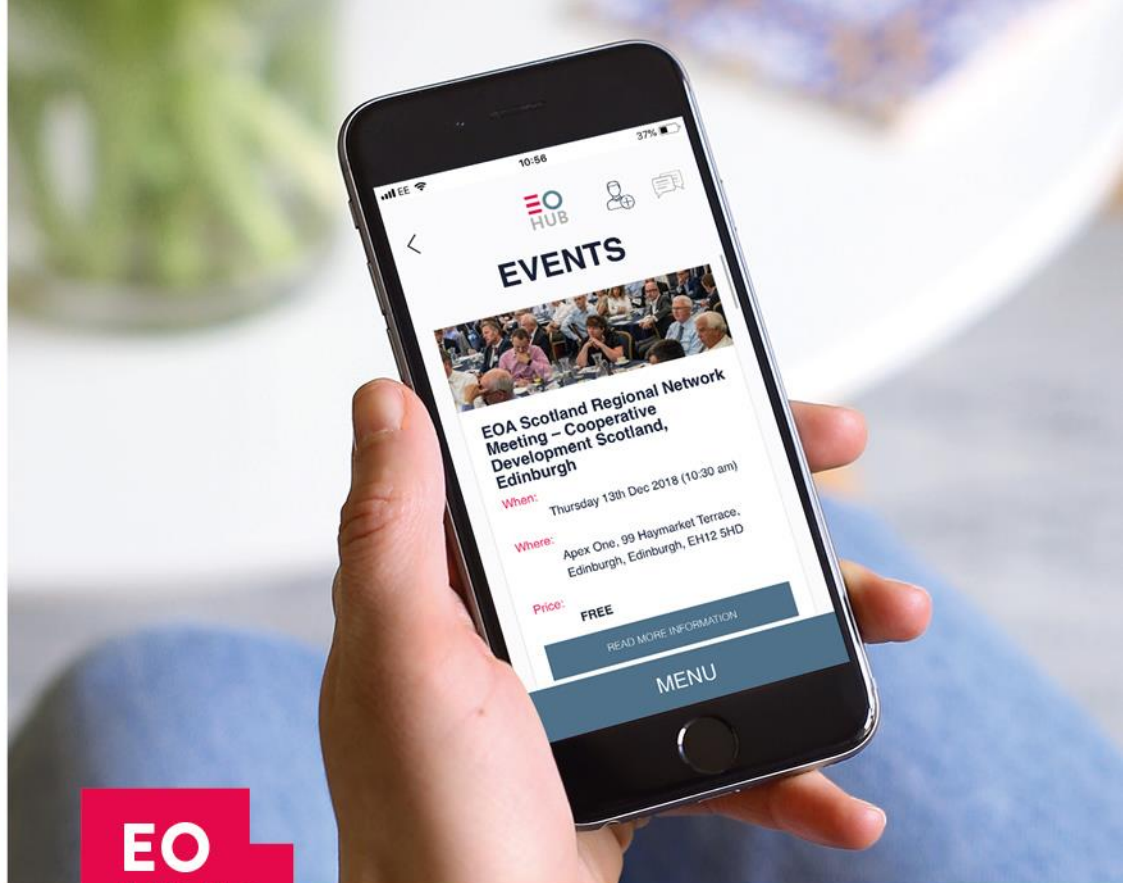 EE
10:56
37%
EO
HUB
EVENTS
EOA Scotland Regional Network
Meeting – Cooperative
Development Scotland,
Edinburgh
When:
Thursday 13th Dec 2018 (10:30 am)
Where:
Apex One, 99 Haymarket Terrace,
Edinburgh, Edinburgh, EH12 5HD
Price:
FREE
READ MORE INFORMATION
MENU
EO